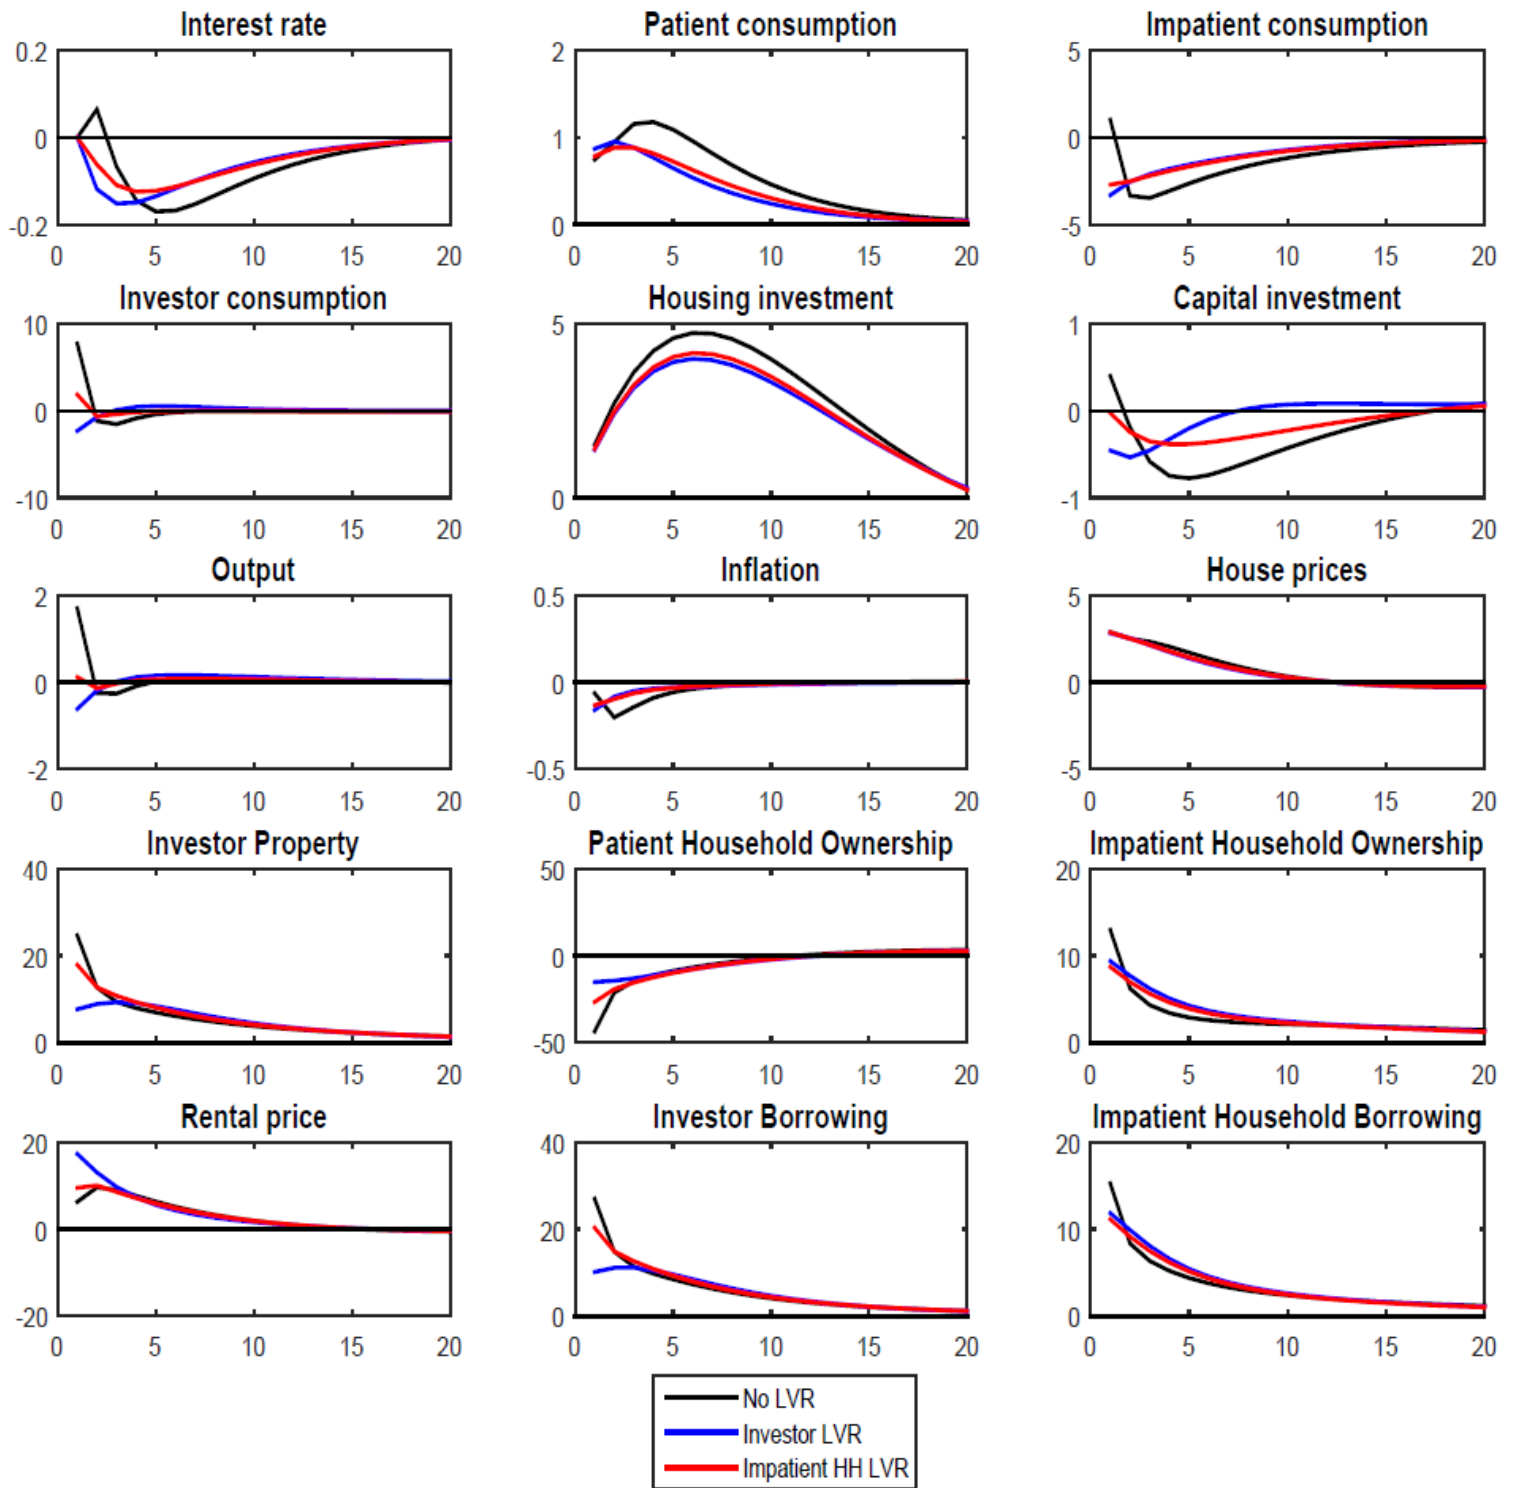 Interest rate Patient consumption Impatient consumption
0.2 2 5
0 1 0
-0.2 0 -5
0 5 10 15 20 0 5 10 15 20 0 5 10 15 20
Investor consumption Housing investment Capital investment
10 5 1
0 0
-10 0 -1
0 5 10 15 20 0 5 10 15 20 0 5 10 15 20
Output Inflation House prices
2 0.5 5
0 0 0
-2 -0.5 -5
0 5 10 15 20 0 5 10 15 20 0 5 10 15 20
Investor Property Patient Household Ownership Impatient Household Ownership
40 50 20
20 0 10
0 -50 0
0 5 10 15 20 0 5 10 15 20 0 5 10 15 20
Rental price Investor Borrowing Impatient Household Borrowing
20 40 20
0 20 10
-20 0 0
0 5 10 15 20 0 5 10 15 20 0 5 10 15 20
No LVR
Investor LVR
Impatient HH LVR